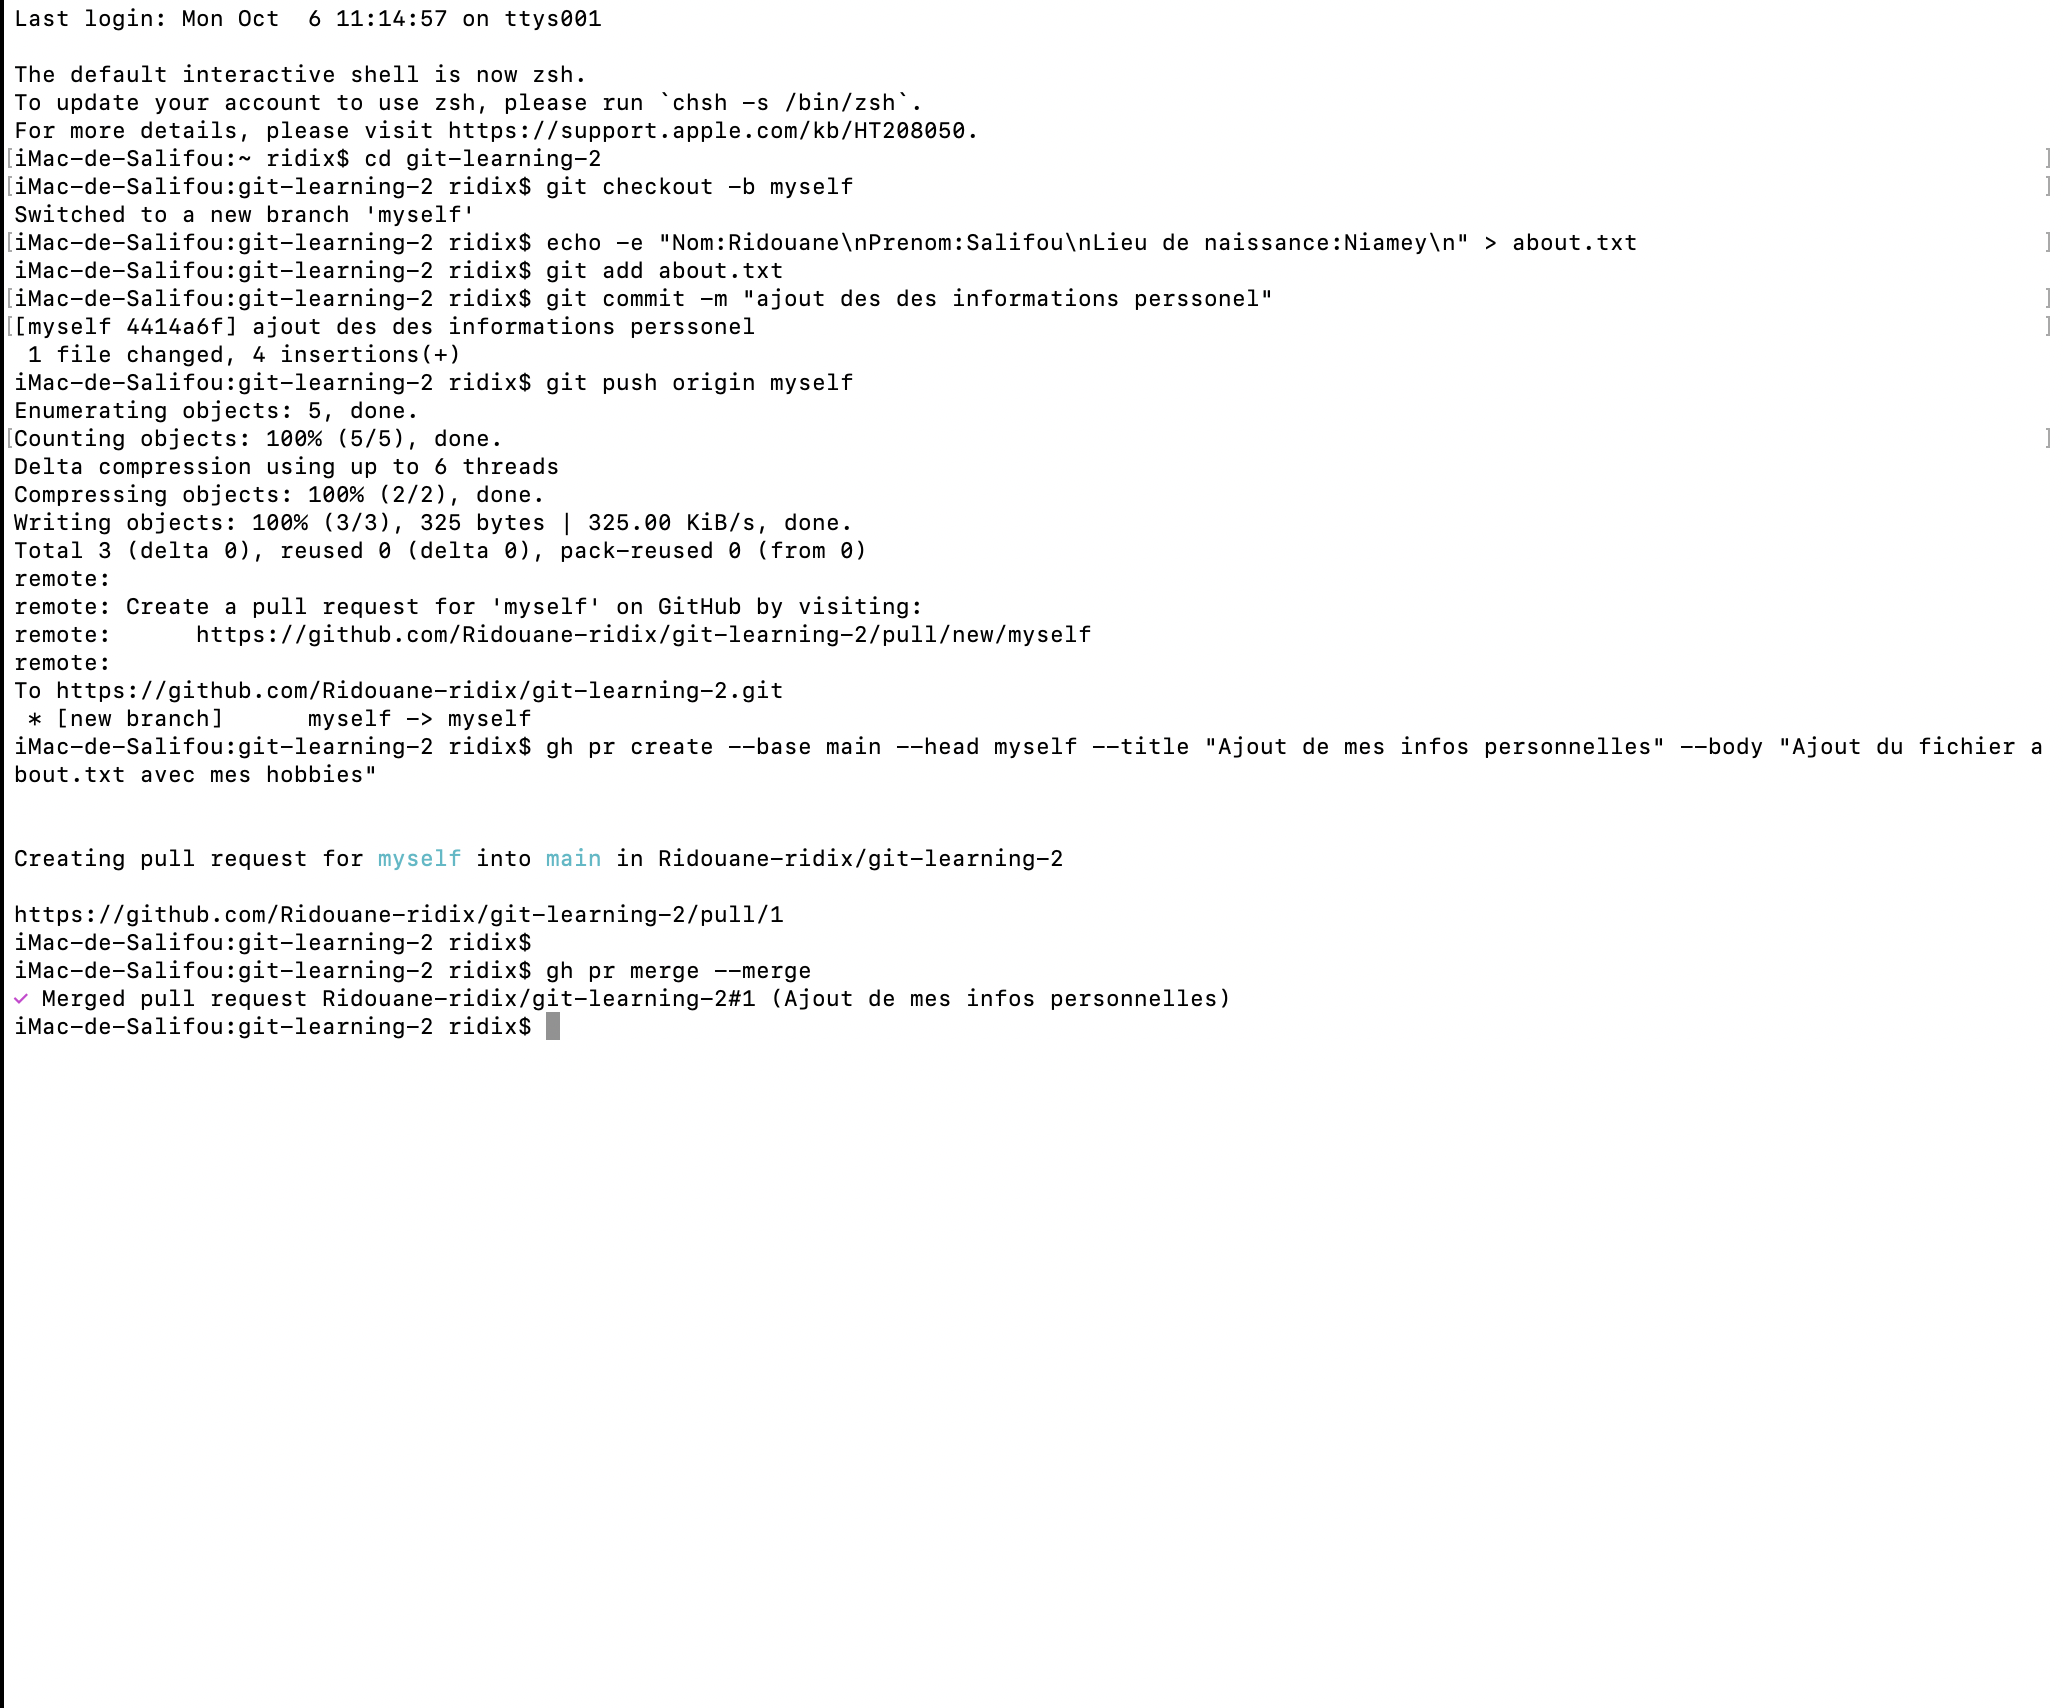 Last login: Mon Oct  6 11:14:57 on ttys001

The default interactive shell is now zsh.
To update your account to use zsh, please run `chsh -s /bin/zsh`.
For more details, please visit https://support.apple.com/kb/HT208050.
[iMac-de-Salifou:~ ridix$ cd git-learning-2]
[iMac-de-Salifou:git-learning-2 ridix$ git checkout -b myself]
Switched to a new branch 'myself'
[iMac-de-Salifou:git-learning-2 ridix$ echo -e "Nom:Ridouane\nPrenom:Salifou\nLieu de naissance:Niamey\n" > about.txt]
iMac-de-Salifou:git-learning-2 ridix$ git add about.txt
[iMac-de-Salifou:git-learning-2 ridix$ git commit -m "ajout des des informations perssonel"]
[[myself 4414a6f] ajout des des informations perssonel]
 1 file changed, 4 insertions(+)
iMac-de-Salifou:git-learning-2 ridix$ git push origin myself
Enumerating objects: 5, done.
[Counting objects: 100% (5/5), done.]
Delta compression using up to 6 threads
Compressing objects: 100% (2/2), done.
Writing objects: 100% (3/3), 325 bytes | 325.00 KiB/s, done.
Total 3 (delta 0), reused 0 (delta 0), pack-reused 0 (from 0)
remote:
remote: Create a pull request for 'myself' on GitHub by visiting:
remote:      https://github.com/Ridouane-ridix/git-learning-2/pull/new/myself
remote:
To https://github.com/Ridouane-ridix/git-learning-2.git
 * [new branch]      myself -> myself
iMac-de-Salifou:git-learning-2 ridix$ gh pr create --base main --head myself --title "Ajout de mes infos personnelles" --body "Ajout du fichier a
bout.txt avec mes hobbies"

Creating pull request for myself into main in Ridouane-ridix/git-learning-2

https://github.com/Ridouane-ridix/git-learning-2/pull/1
iMac-de-Salifou:git-learning-2 ridix$
iMac-de-Salifou:git-learning-2 ridix$ gh pr merge --merge
✓ Merged pull request Ridouane-ridix/git-learning-2#1 (Ajout de mes infos personnelles)
iMac-de-Salifou:git-learning-2 ridix$